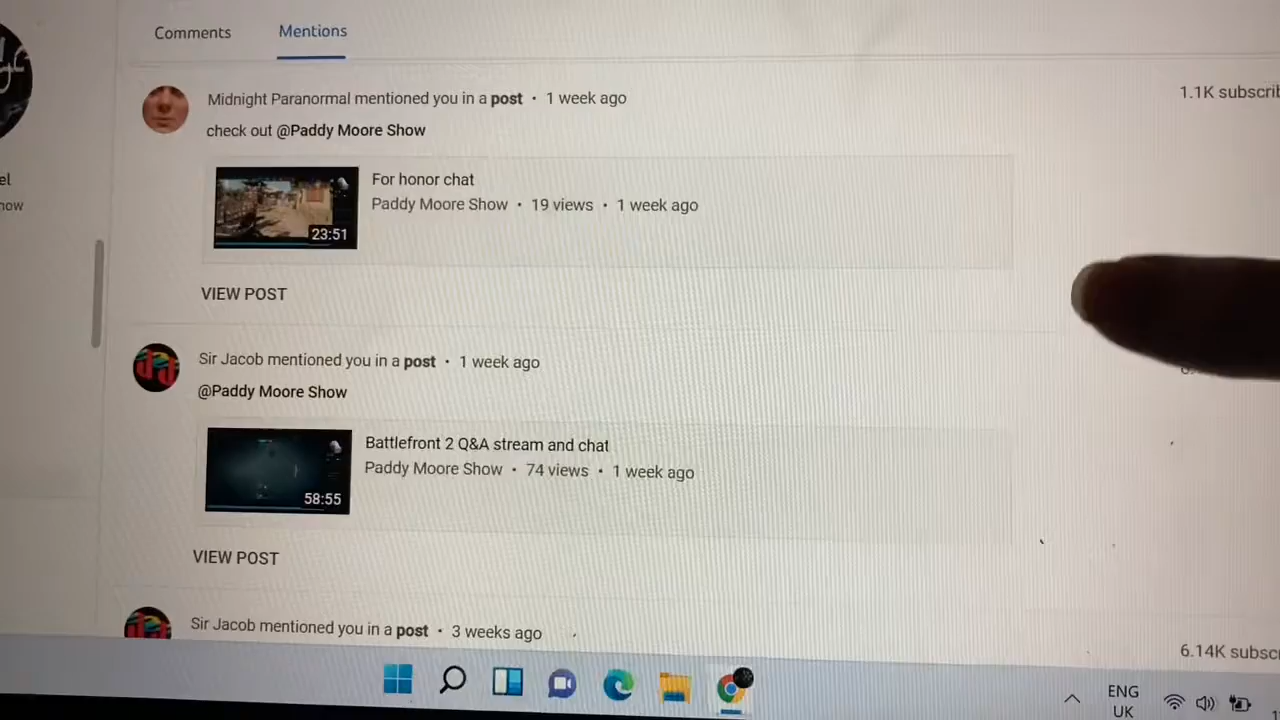 Comments
Mentions
Midnight Paranormal mentioned you in a post • 1 week ago
1.1K subscrib
check out @Paddy Moore Show
For honor chat
Paddy Moore Show • 19 views • 1 week ago
23:51
VIEW POST
Sir Jacob mentioned you in a post • 1 week ago
@Paddy Moore Show
Battlefront 2 Q&A stream and chat
Paddy Moore Show • 74 views • 1 week ago
58:55
VIEW POST
Sir Jacob mentioned you in a post • 3 weeks ago
6.14K subsc
el
now
ENG
UK